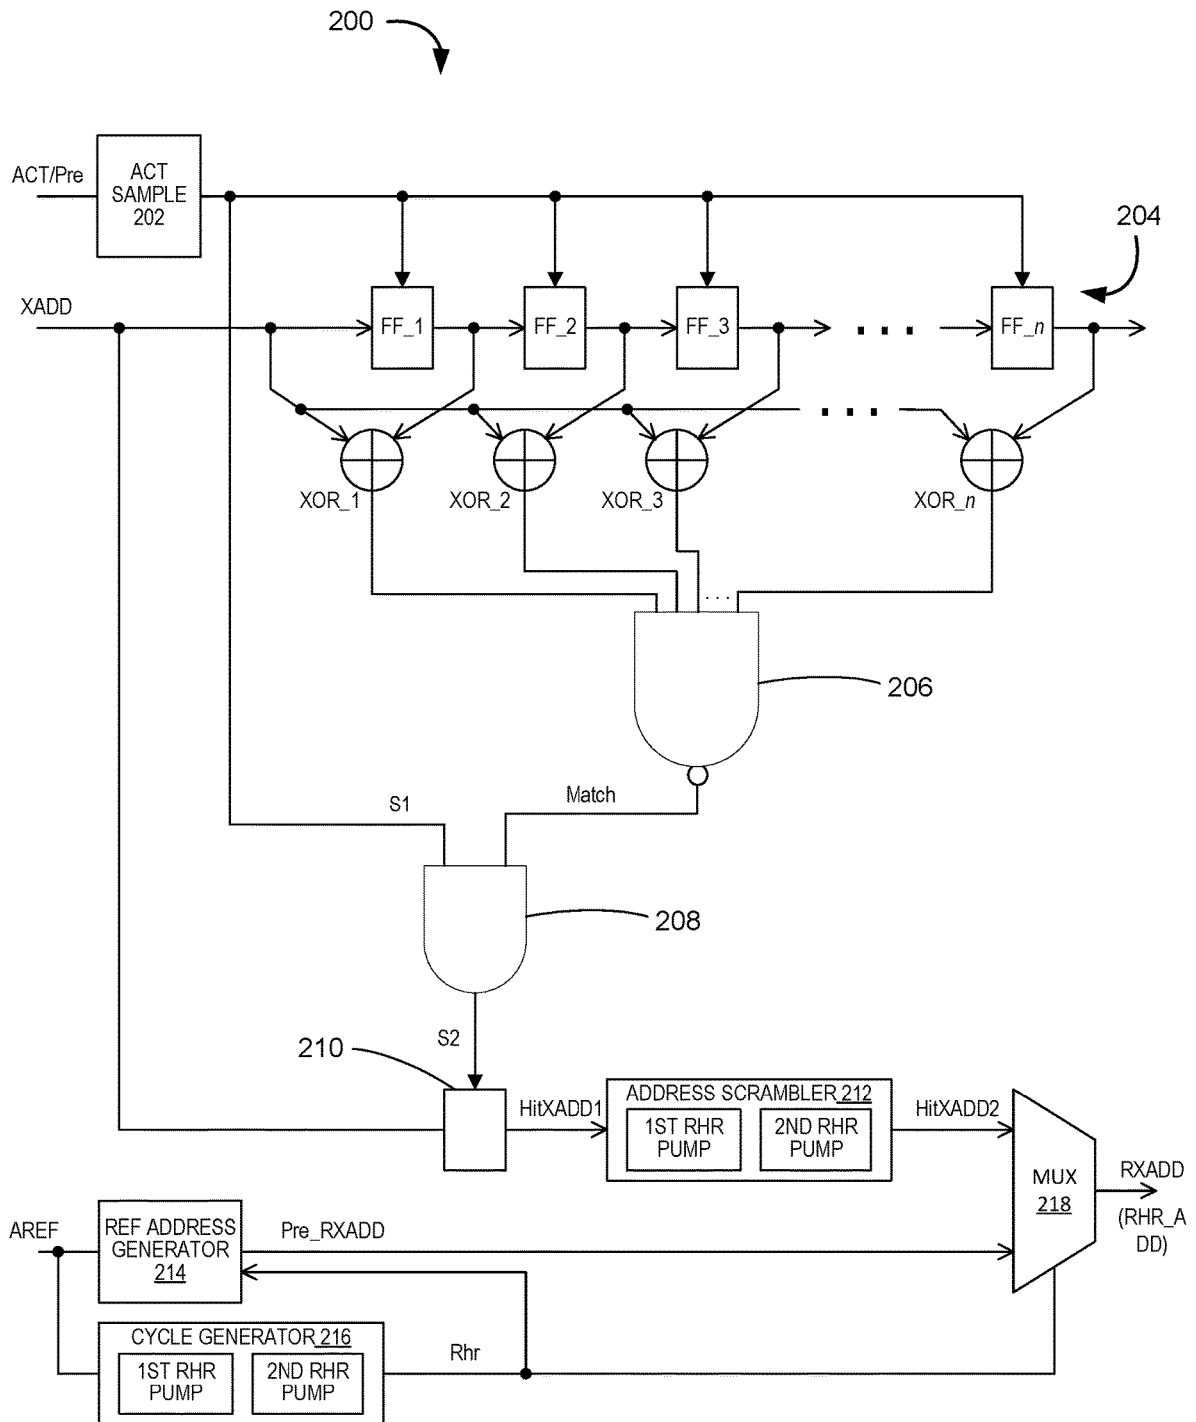 200
ACT/Pre
ACT
SAMPLE
202
204
XADD
FF_1
FF_2
FF_3
. . .
FF_n
. . .
XOR_1
XOR_2
XOR_3
XOR_n
. . .
206
S1
Match
208
S2
210
HitXADD1
ADDRESS SCRAMBLER 212
1ST RHR
PUMP
2ND RHR
PUMP
HitXADD2
MUX
218
RXADD
(RHR_A
DD)
AREF
REF ADDRESS
GENERATOR
214
Pre_RXADD
CYCLE GENERATOR 216
1ST RHR
PUMP
2ND RHR
PUMP
Rhr